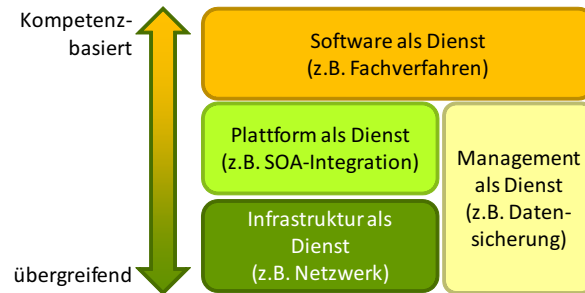 Kompetenz-
basiert
Software als Dienst
(z.B. Fachverfahren)
Plattform als Dienst
(z.B. SOA-Integration)
Management
als Dienst
(z.B. Daten-
sicherung)
Infrastruktur als
Dienst
(z.B. Netzwerk)
übergreifend